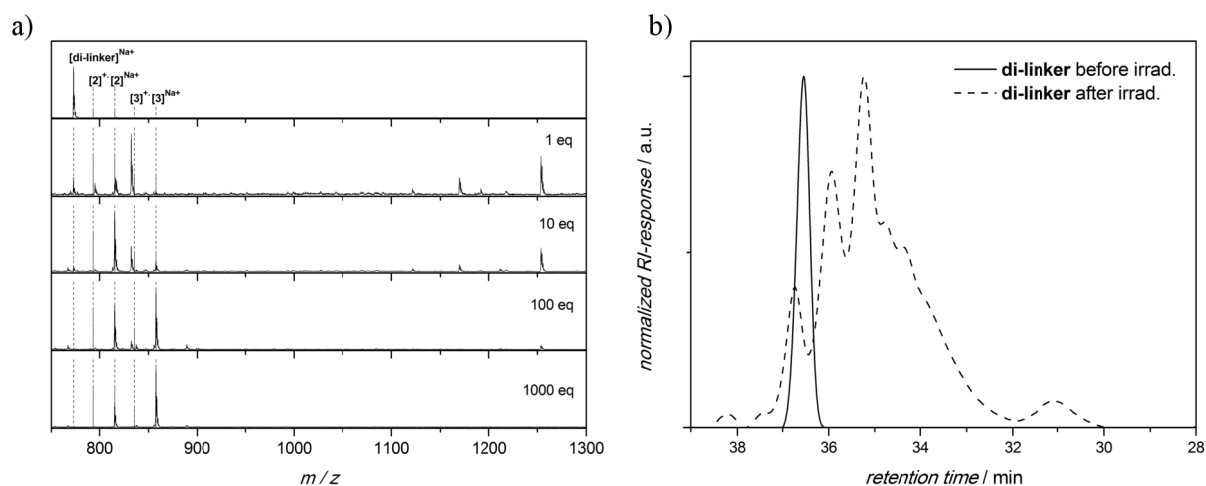 a)
[di-linker]Na+
[2]+· [2]Na+
[3]+· [3]Na+
1 eq
10 eq
100 eq
1000 eq
800 900 1000 1100 1200 1300
m / z
b)
di-linker before irrad.
di-linker after irrad.
normalized RI-response / a.u.
38 36 34 32 30 28
retention time / min